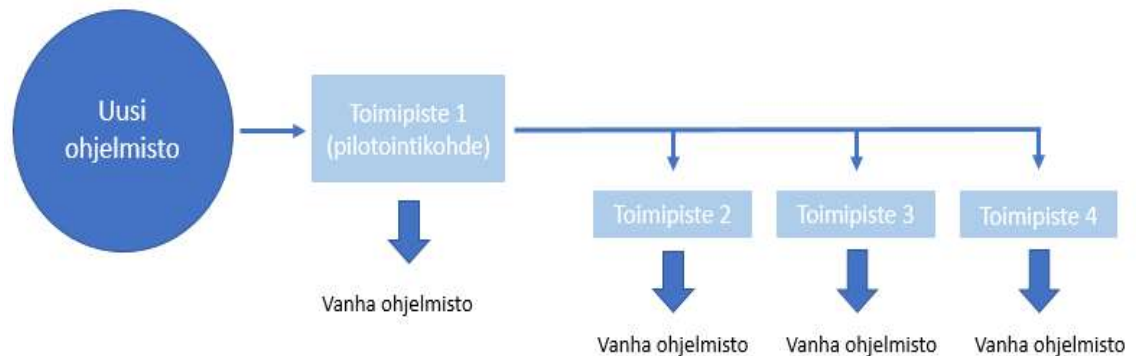 Uusi
ohjelmisto
Toimipiste 1
(pilotointikohde)
Toimipiste 2
Toimipiste 3
Toimipiste 4
Vanha ohjelmisto
Vanha ohjelmisto
Vanha ohjelmisto
Vanha ohjelmisto